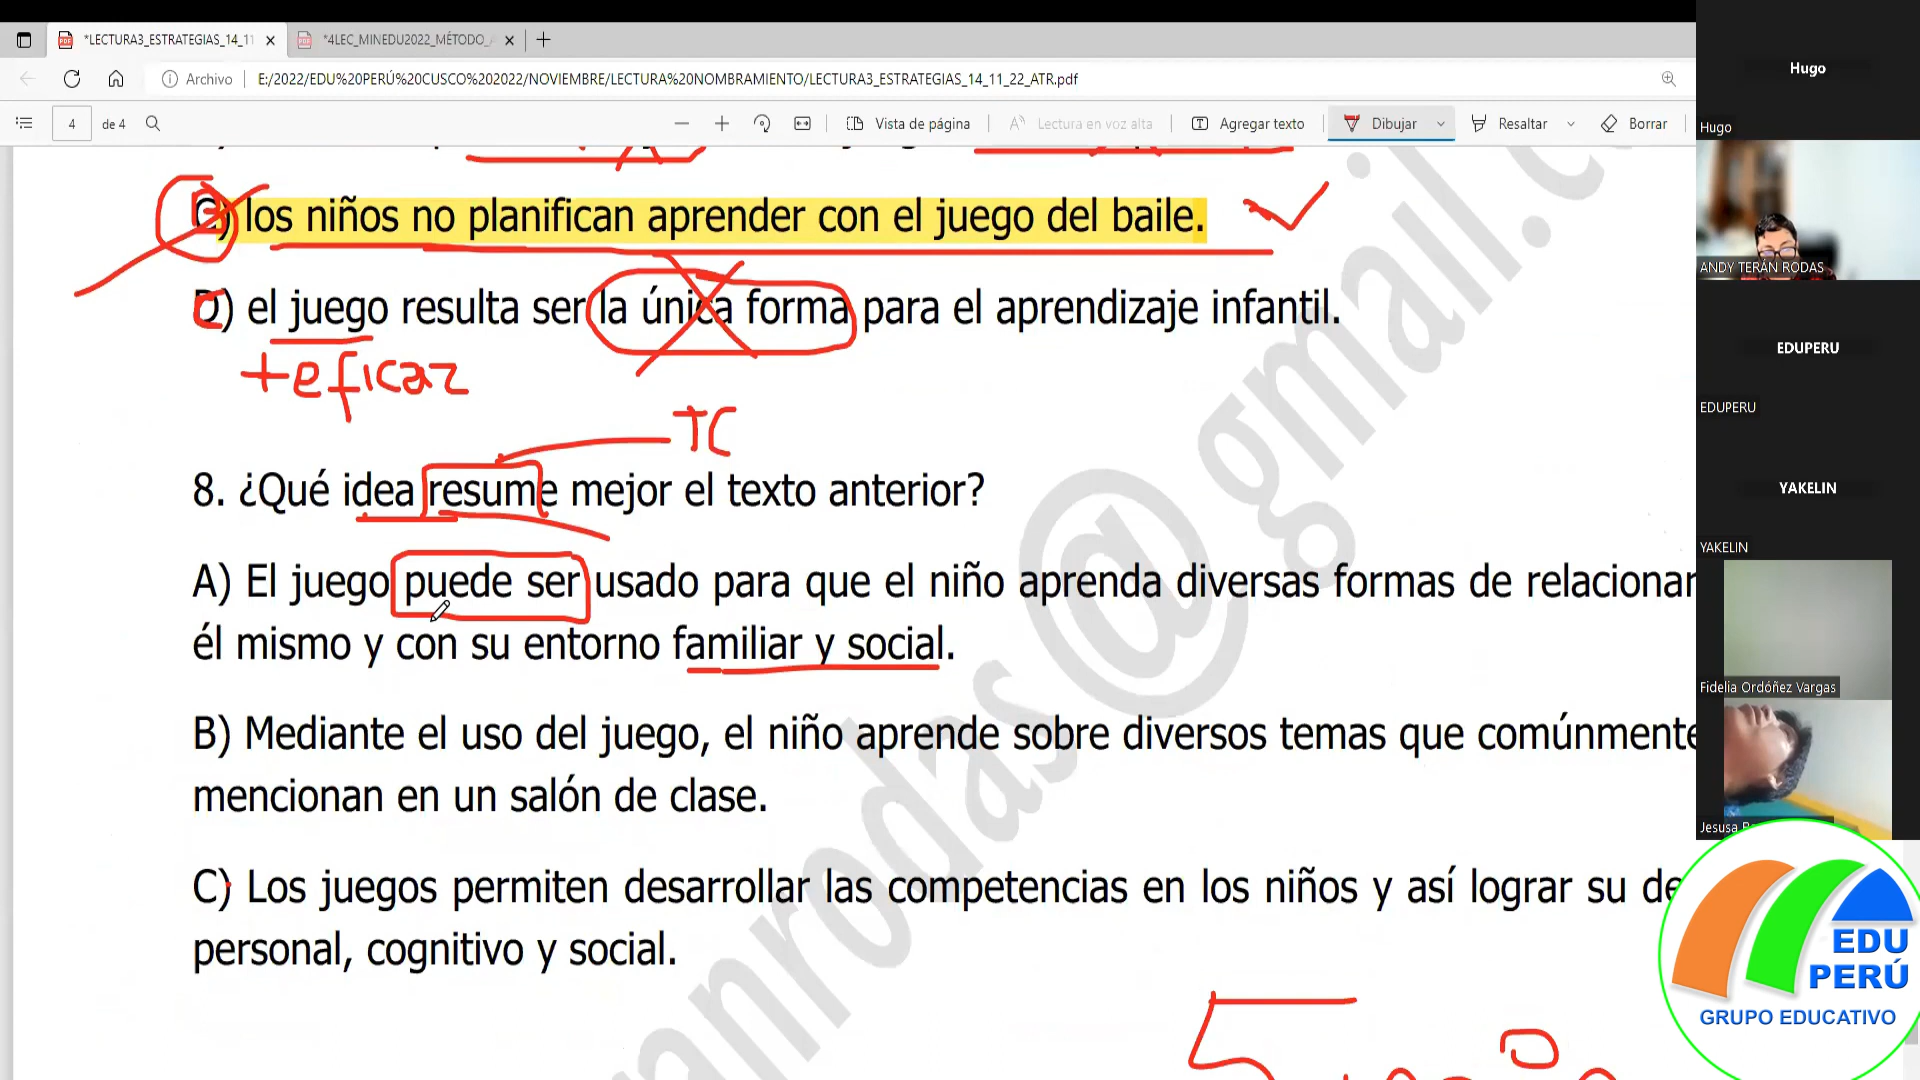 *LECTURA3_ESTRATEGIAS_14_11
*4LEC_MINEDU2022_MÉTODO_
Archivo
E:/2022/EDU%20PERÚ%20CUSCO%202022/NOVIEMBRE/LECTURA%20NOMBRAMIENTO/LECTURA3_ESTRATEGIAS_14_11_22_ATR.pdf
4 de 4
Vista de página
Lectura en voz alta
Agregar texto
Dibujar
Resaltar
Borrar
los niños no planifican aprender con el juego del baile.
el juego resulta ser la única forma para el aprendizaje infantil.
+eficaz
TC
8. ¿Qué idea resume mejor el texto anterior?
A) El juego puede ser usado para que el niño aprenda diversas formas de relacionar
él mismo y con su entorno familiar y social.
B) Mediante el uso del juego, el niño aprende sobre diversos temas que comúnmente
mencionan en un salón de clase.
C) Los juegos permiten desarrollar las competencias en los niños y así lograr su de
personal, cognitivo y social.
anrodas@gmail.c
Hugo
Hugo
ANDY TERÁN RODAS
EDUPERU
EDUPERU
YAKELIN
YAKELIN
Fidelia Ordóñez Vargas
Jesusa
EDU
PERÚ
GRUPO EDUCATIVO